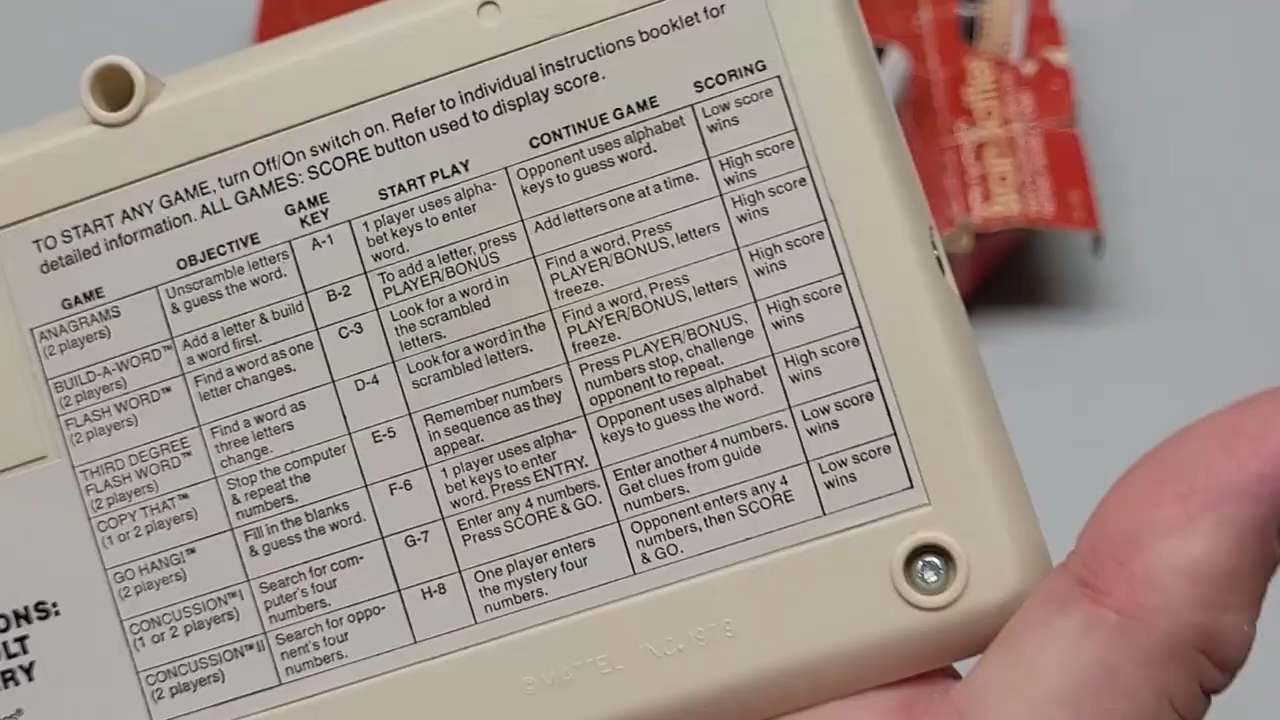 TO START ANY GAME, turn Off/On switch on. Refer to individual instructions booklet for
detailed information. ALL GAMES: SCORE button used to display score.
GAME OBJECTIVE GAME KEY START PLAY CONTINUE GAME SCORING
ANAGRAMS
(2 players)
Unscramble letters
& guess the word.
A-1
1 player uses alpha-
bet keys to enter
word.
Opponent uses alphabet
keys to guess word.
Low score
wins
BUILD-A-WORD™
(2 players)
Add a letter & build
a word first.
B-2
To add a letter, press
PLAYER/BONUS
Add letters one at a time.
High score
wins
FLASH WORD™
(2 players)
Find a word as one
letter changes.
C-3
Look for a word in
the scrambled
letters.
Find a word, Press
PLAYER/BONUS, letters
freeze.
High score
wins
THIRD DEGREE
FLASH WORD™
(2 players)
Find a word as
three letters
change.
D-4
Look for a word in the
scrambled letters.
Find a word, Press
PLAYER/BONUS, letters
freeze.
High score
wins
COPY THAT™
(1 or 2 players)
Stop the computer
& repeat the
numbers.
E-5
Remember numbers
in sequence as they
appear.
Press PLAYER/BONUS,
numbers stop, challenge
opponent to repeat.
High score
wins
GO HANG!™
(2 players)
Fill in the blanks
& guess the word.
F-6
1 player uses alpha-
bet keys to enter
word. Press ENTRY.
Opponent uses alphabet
keys to guess the word.
High score
wins
CONCUSSION™ I
(1 or 2 players)
Search for com-
puter's four
numbers.
G-7
Enter any 4 numbers.
Press SCORE & GO.
Enter another 4 numbers.
Get clues from guide
numbers.
Low score
wins
CONCUSSION™ II
(2 players)
Search for oppo-
nent's four
numbers.
H-8
One player enters
the mystery four
numbers.
Opponent enters any 4
numbers, then SCORE
& GO.
Low score
wins
ONS:
LT
RY
© MATTEL INC. 1978